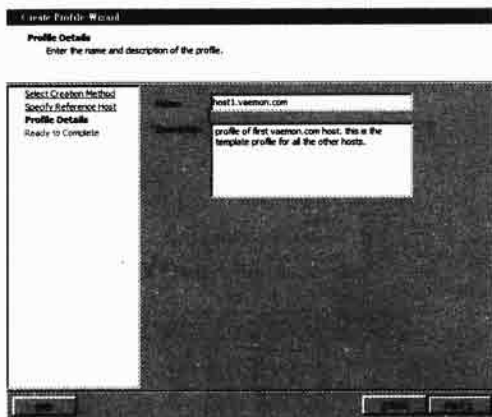 Create Profile Wizard
Profile Details
Enter the name and description of the profile.
Select Creation Method
Specify Reference Host
Profile Details
Ready to Complete
host1.vaemon.com
profile of first vaemon.com host. this is the
template profile for all the other hosts.